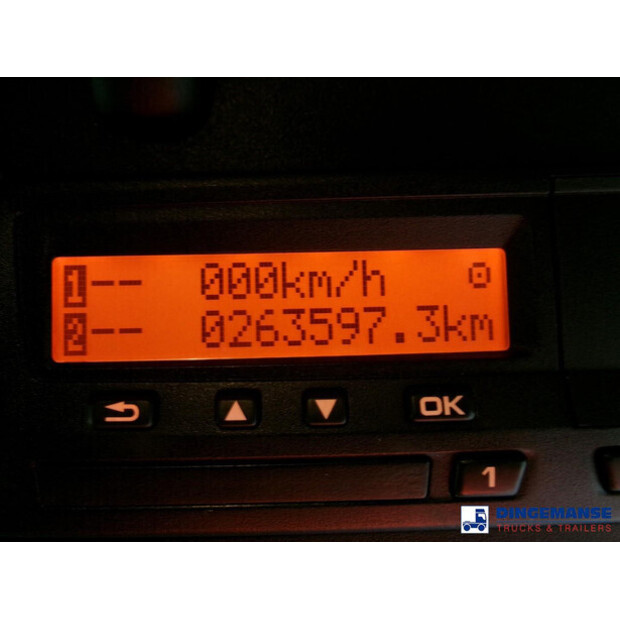 1-- 000km/h
2-- 0263597.3km
OK
1
DINGEMANSE
TRUCKS & TRAILERS